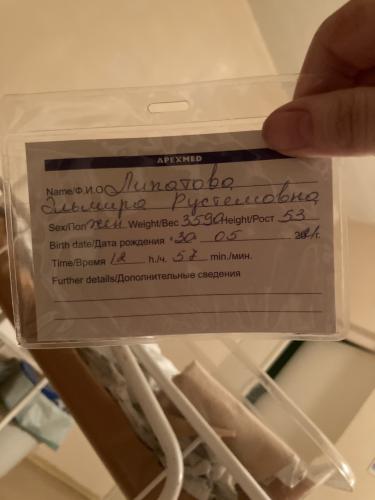 APEXMED
Name/Ф.И.О Липатова
Эльмира Рустемовна
Sex/Пол жен Weight/Вес 3590 Height/Рост 53
Birth date/Дата рождения "30 05 2021г.
Time/Время 12 h./ч. 57 min./мин.
Further details/Дополнительные сведения